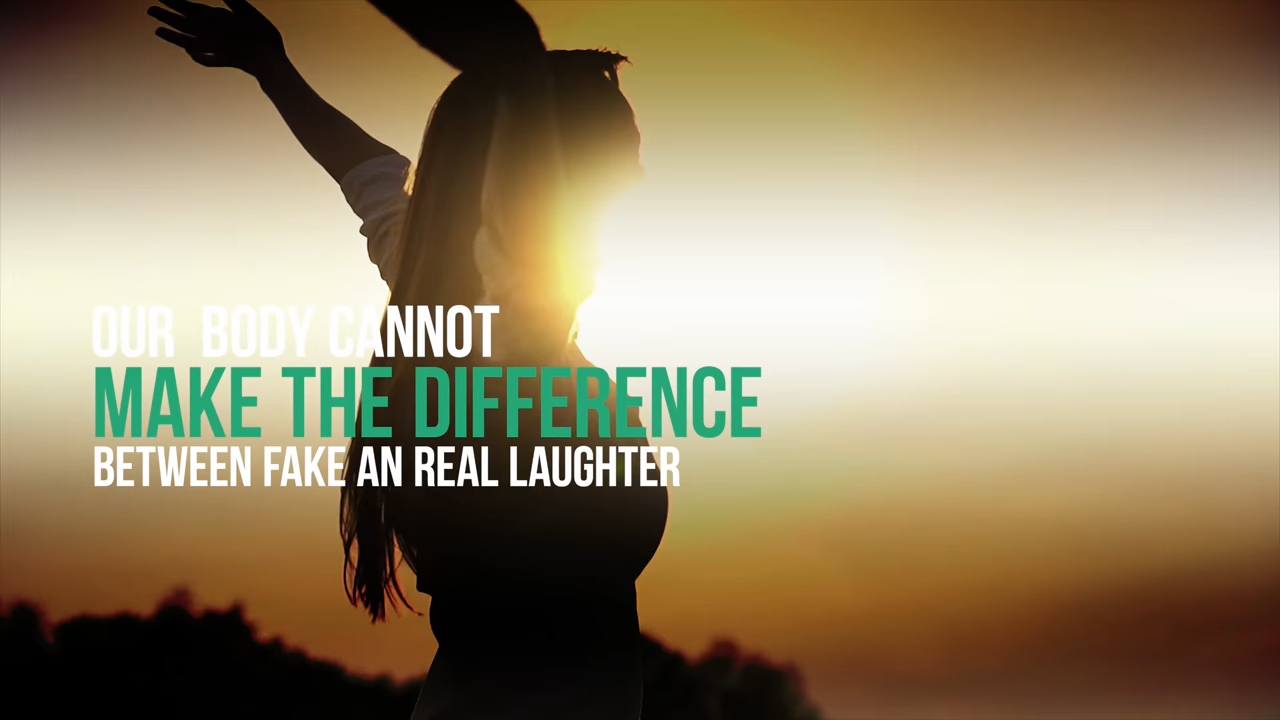 OUR BODY CANNOT
MAKE THE DIFFERENCE
BETWEEN FAKE AN REAL LAUGHTER